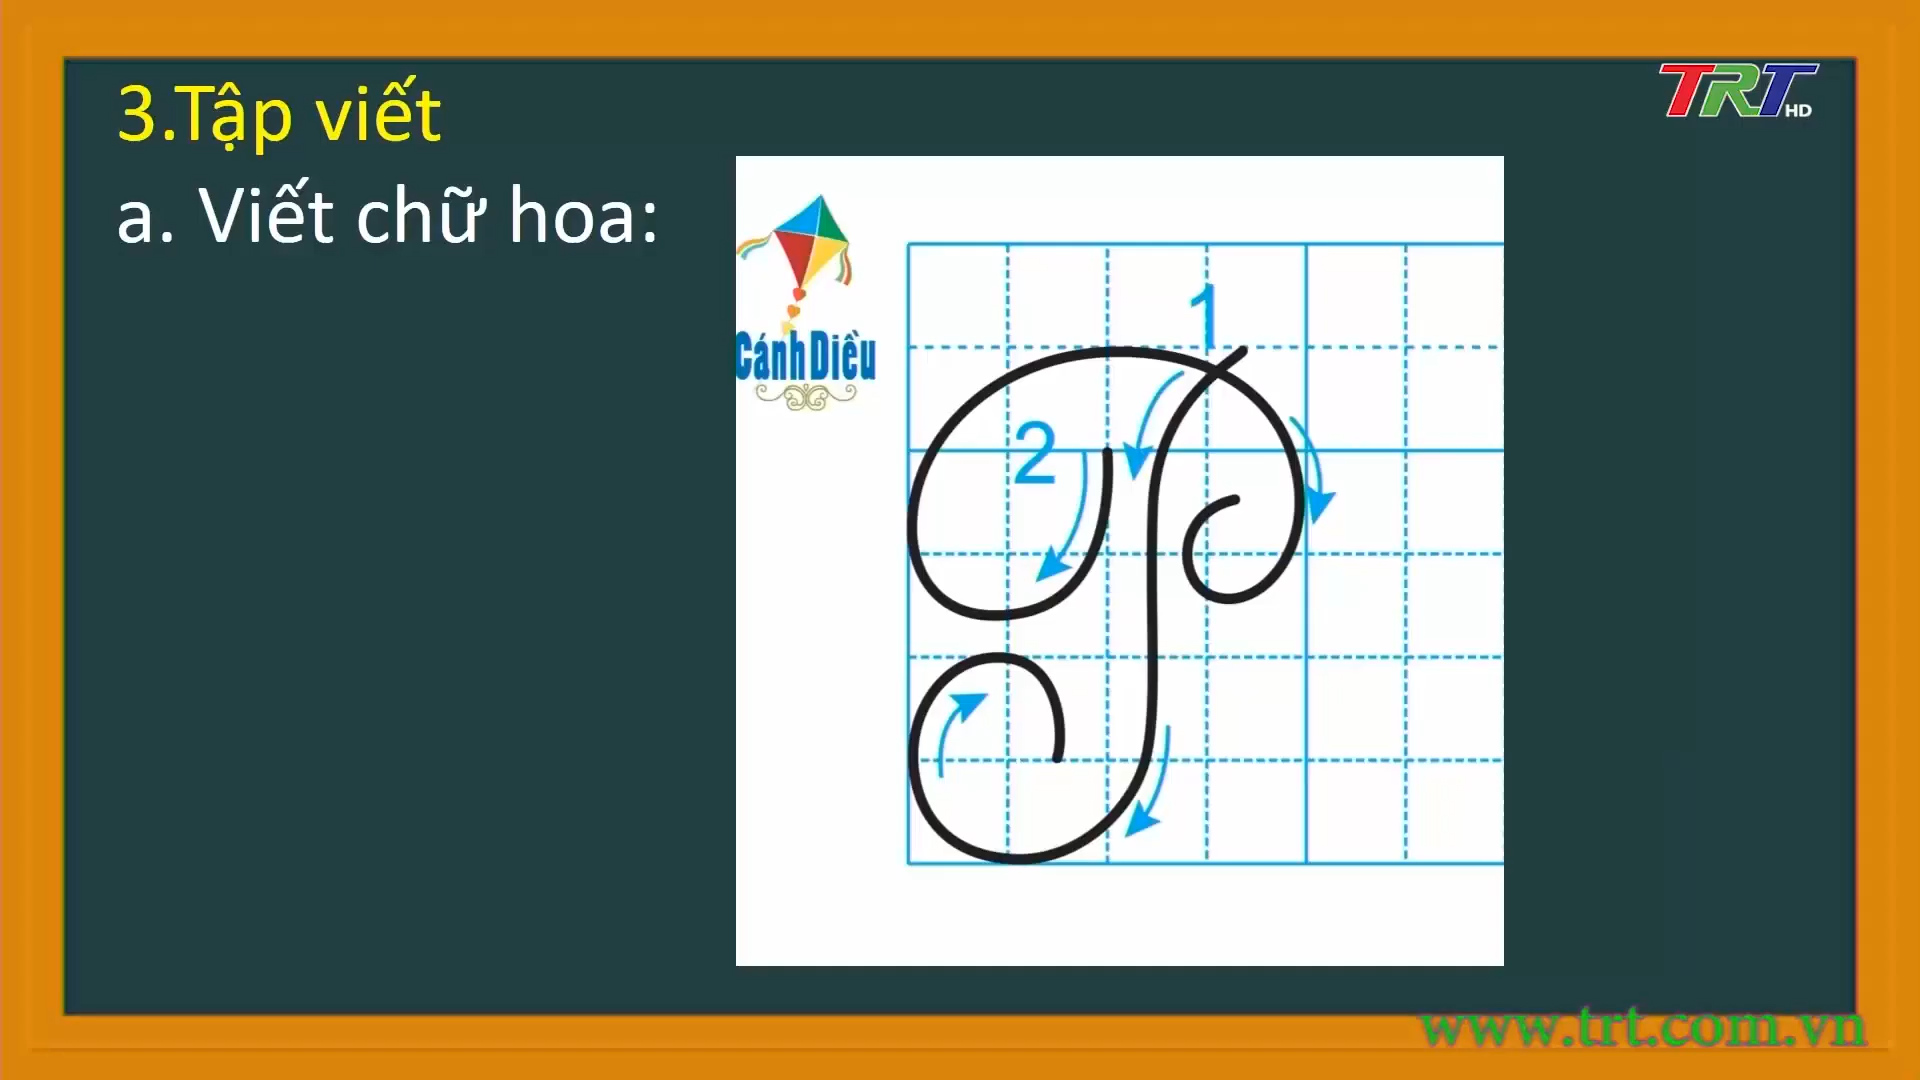 3.Tập viết
a. Viết chữ hoa:
TRT HD
Cánh Diều
1
2
P
www.trt.com.vn